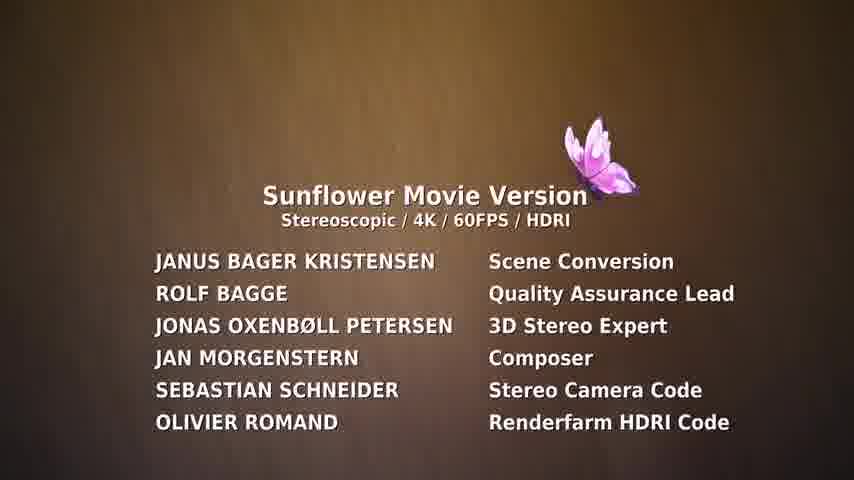 Sunflower Movie Version
Stereoscopic / 4K / 60FPS / HDRI
JANUS BAGER KRISTENSEN Scene Conversion
ROLF BAGGE Quality Assurance Lead
JONAS OXENBØLL PETERSEN 3D Stereo Expert
JAN MORGENSTERN Composer
SEBASTIAN SCHNEIDER Stereo Camera Code
OLIVIER ROMAND Renderfarm HDRI Code